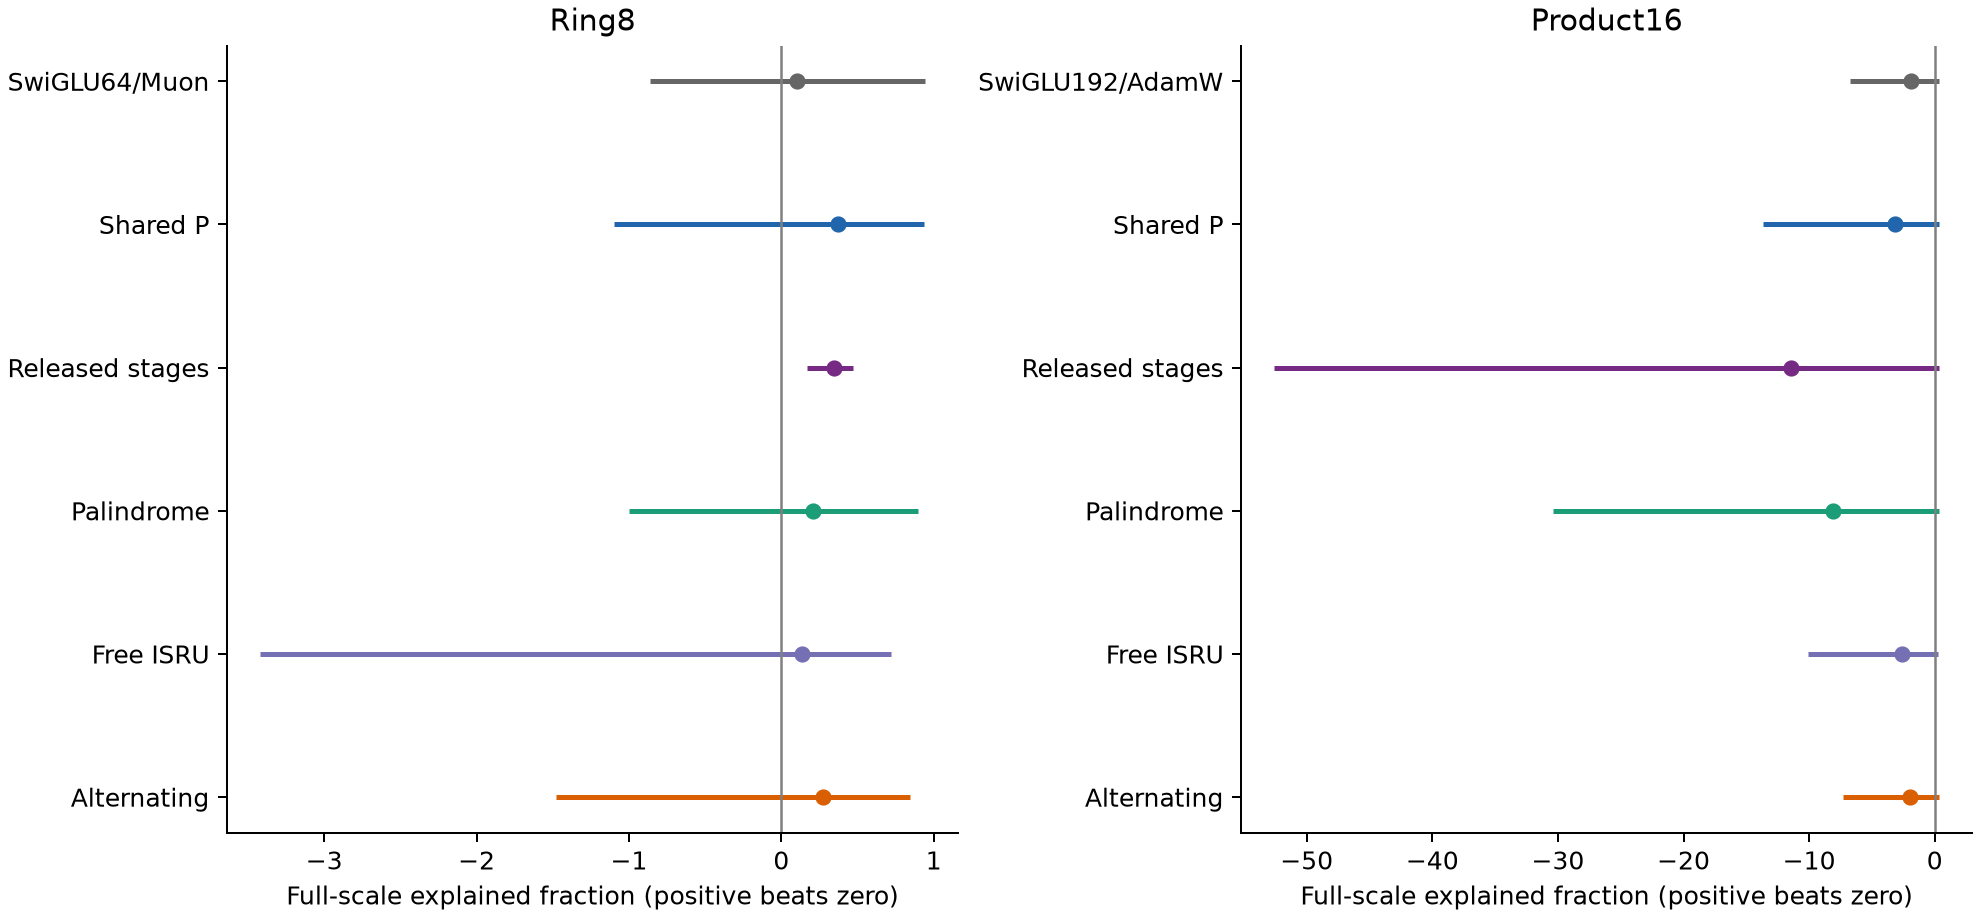 Ring8
SwiGLU64/Muon
Shared P
Released stages
Palindrome
Free ISRU
Alternating
−3 −2 −1 0 1
Full-scale explained fraction (positive beats zero)
Product16
SwiGLU192/AdamW
Shared P
Released stages
Palindrome
Free ISRU
Alternating
−50 −40 −30 −20 −10 0
Full-scale explained fraction (positive beats zero)